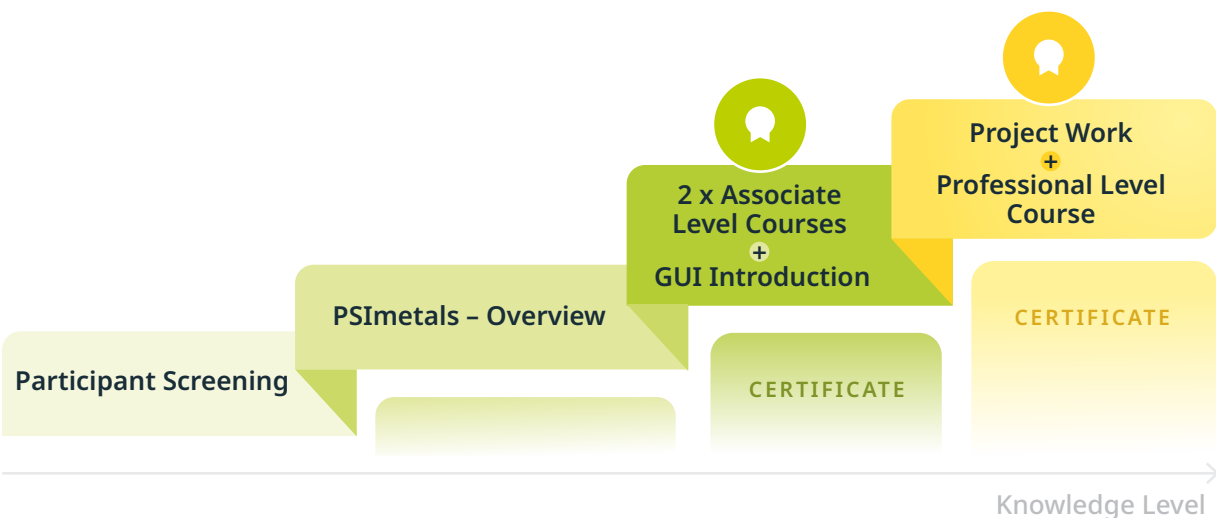 Participant Screening
PSImetals – Overview
2 x Associate
Level Courses
+
GUI Introduction
CERTIFICATE
Project Work
+
Professional Level
Course
CERTIFICATE
Knowledge Level